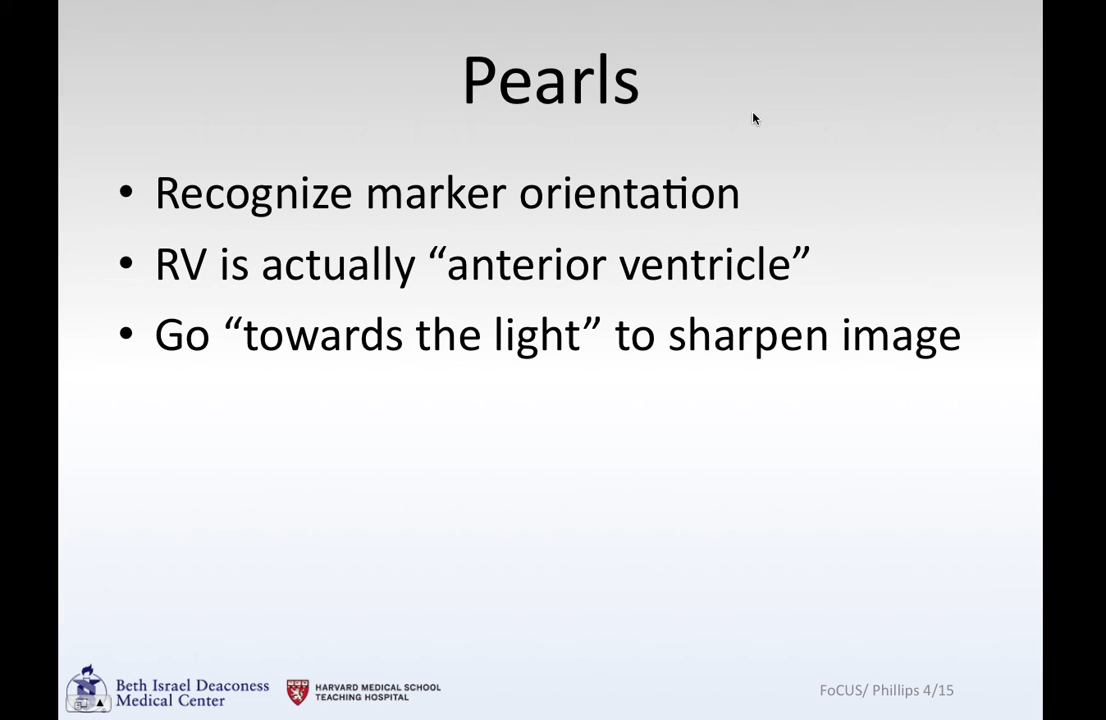 Pearls
• Recognize marker orientation
• RV is actually “anterior ventricle”
• Go “towards the light” to sharpen image
Beth Israel Deaconess
Medical Center
HARVARD MEDICAL SCHOOL
TEACHING HOSPITAL
FoCUS/ Phillips 4/15